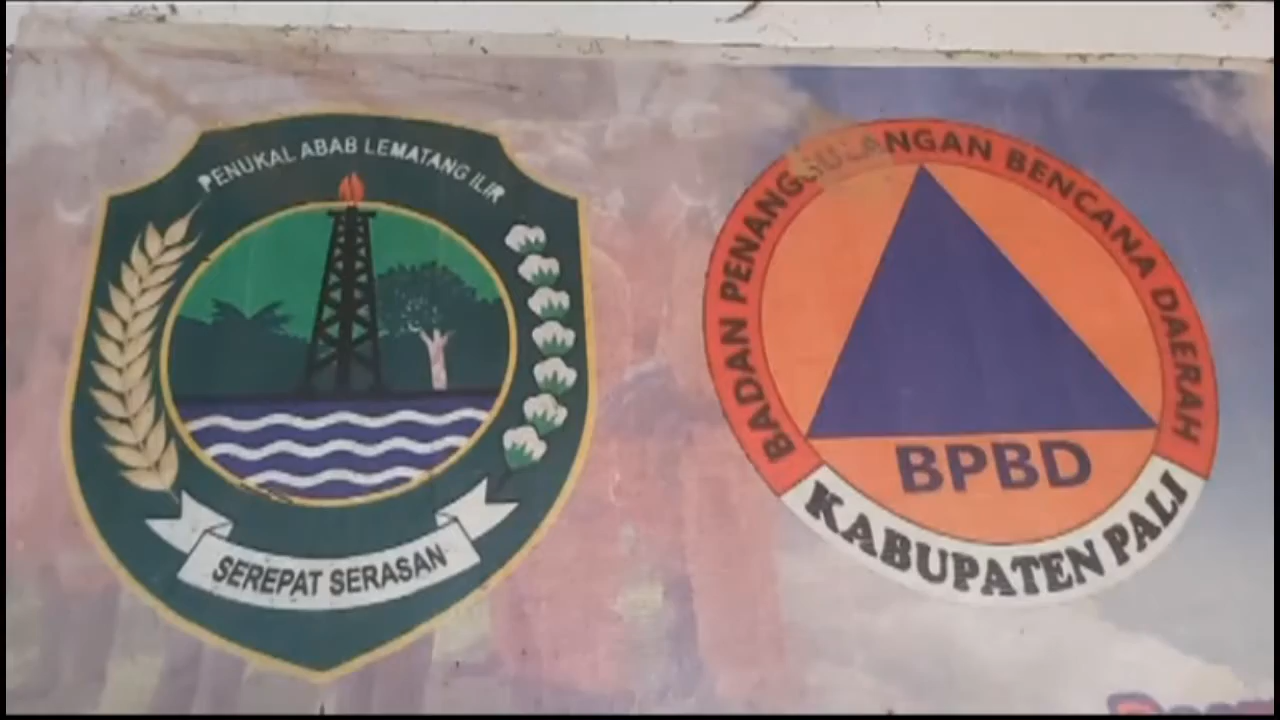 PENUKAL ABAB LEMATANG ILIR
SEREPAT SERASAN
BADAN PENANGGULANGAN BENCANA DAERAH
BPBD
KABUPATEN PALI